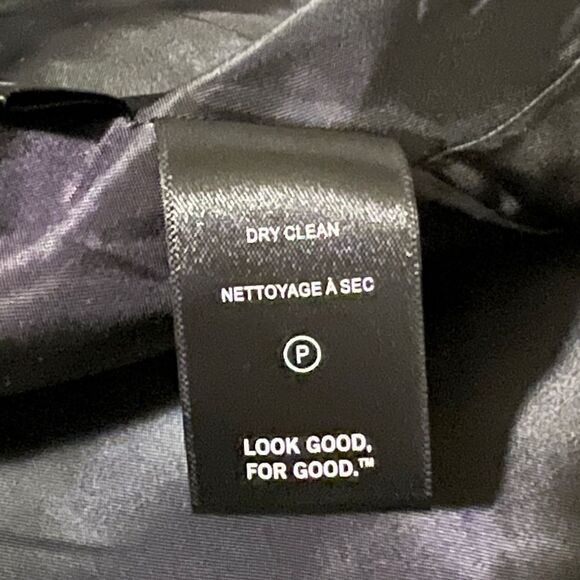 DRY CLEAN
NETTOYAGE À SEC
P
LOOK GOOD,
FOR GOOD.™